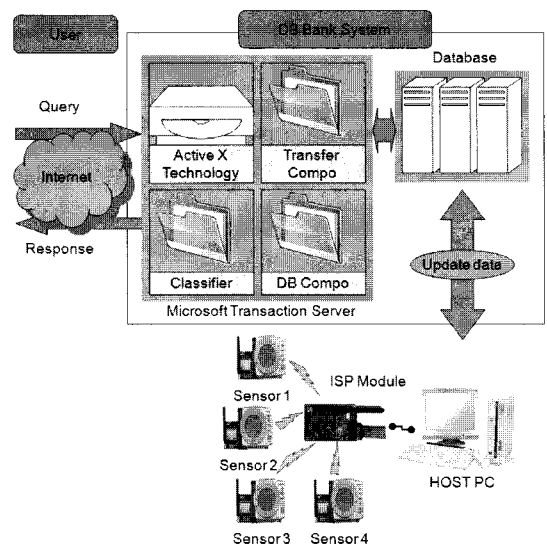 User
DB Bank System
Database
Query
Internet
Response
Active X
Technology
Transfer
Compo
Classifier
DB Compo
Microsoft Transaction Server
Update data
Sensor 1
ISP Module
Sensor 2
HOST PC
Sensor 3
Sensor 4